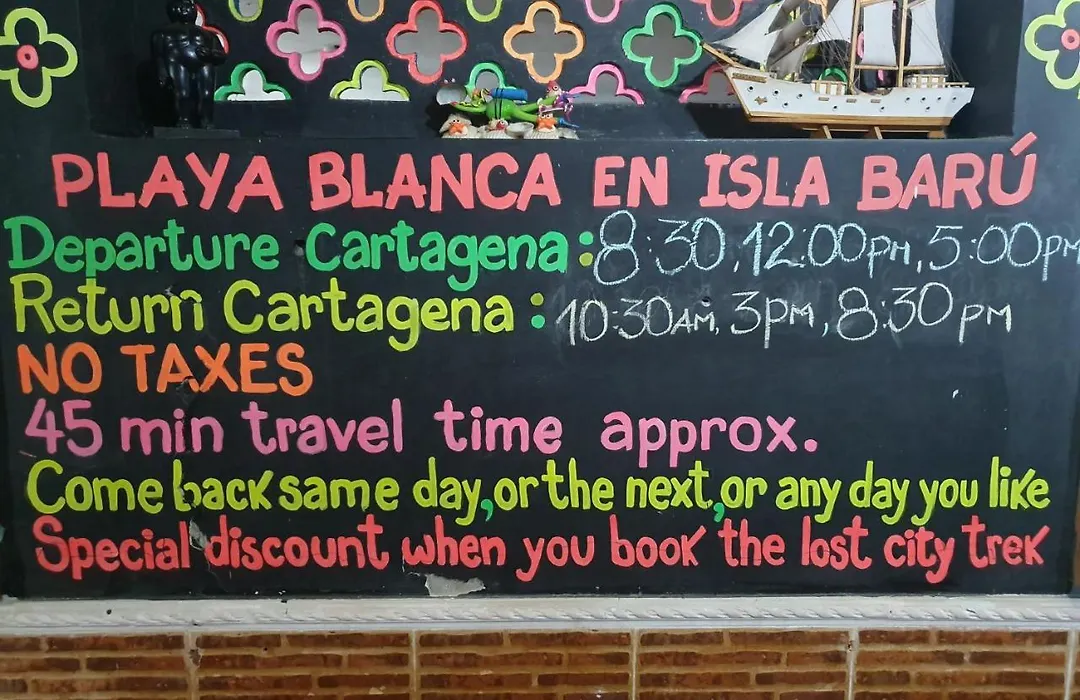 PLAYA BLANCA EN ISLA BARÚ
Departure Cartagena: 8:30, 12:00PM, 5:00PM
Return Cartagena: 10:30AM, 3PM, 8:30PM
NO TAXES
45 min travel time approx.
Come back same day, or the next, or any day you like
Special discount when you book the lost city trek